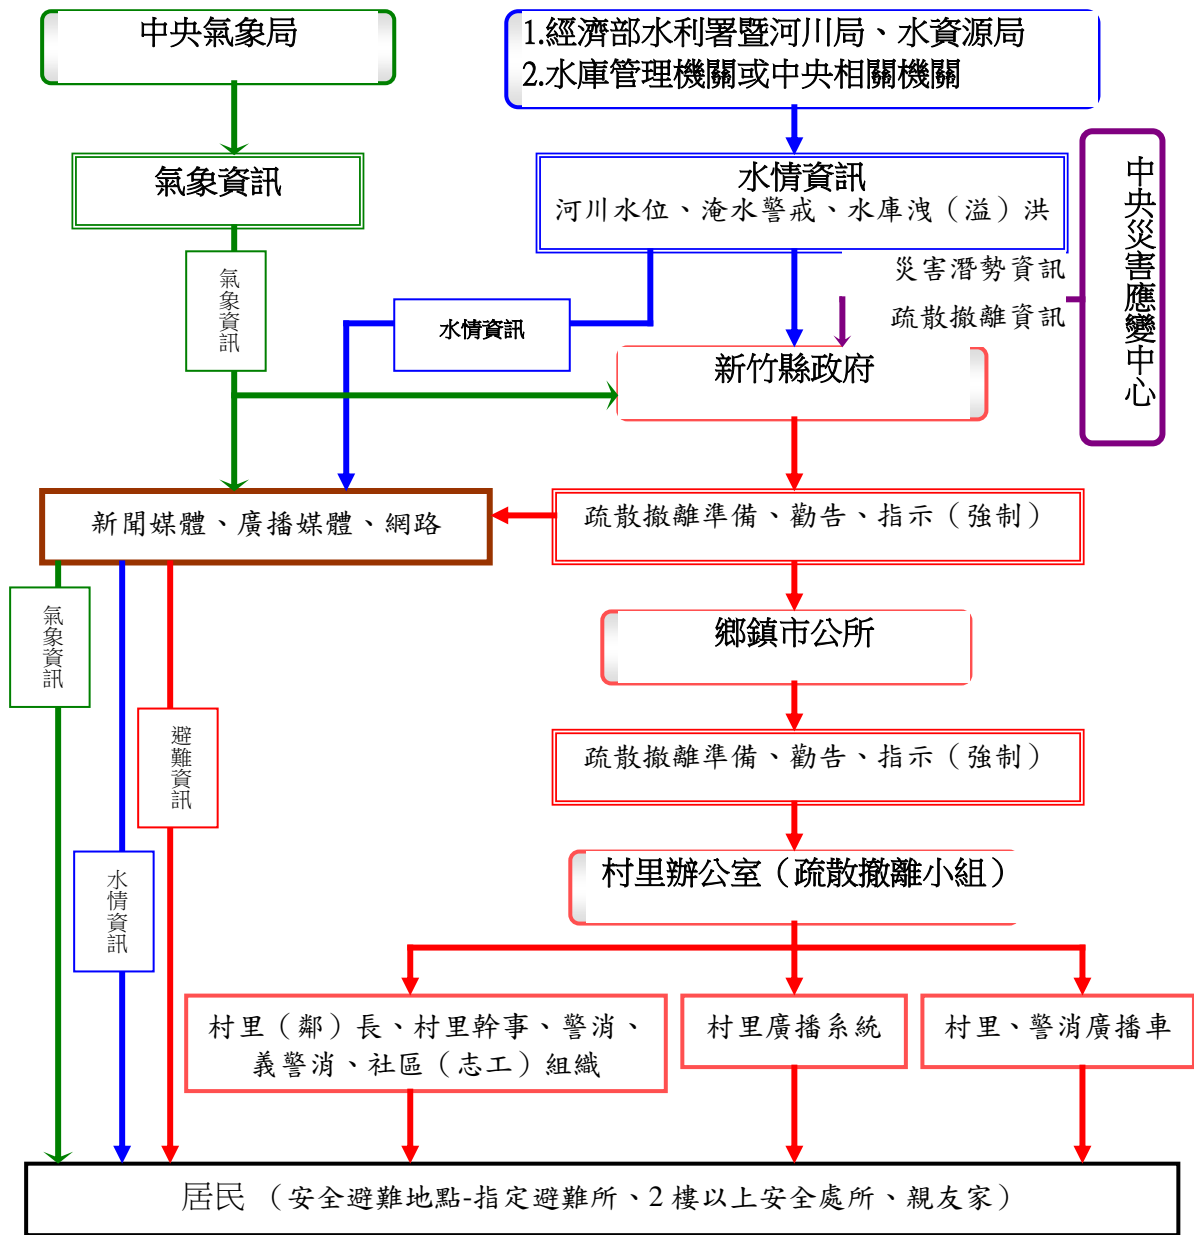 中央氣象局
1.經濟部水利署暨河川局、水資源局
2.水庫管理機關或中央相關機關
氣象資訊
水情資訊
河川水位、淹水警戒、水庫洩（溢）洪
中央災害應變中心
災害潛勢資訊
疏散撤離資訊
氣象資訊
水情資訊
新竹縣政府
新聞媒體、廣播媒體、網路
疏散撤離準備、勸告、指示（強制）
氣象資訊
鄉鎮市公所
避難資訊
疏散撤離準備、勸告、指示（強制）
水情資訊
村里辦公室（疏散撤離小組）
村里（鄰）長、村里幹事、警消、
義警消、社區（志工）組織
村里廣播系統
村里、警消廣播車
居民 （安全避難地點-指定避難所、2 樓以上安全處所、親友家）